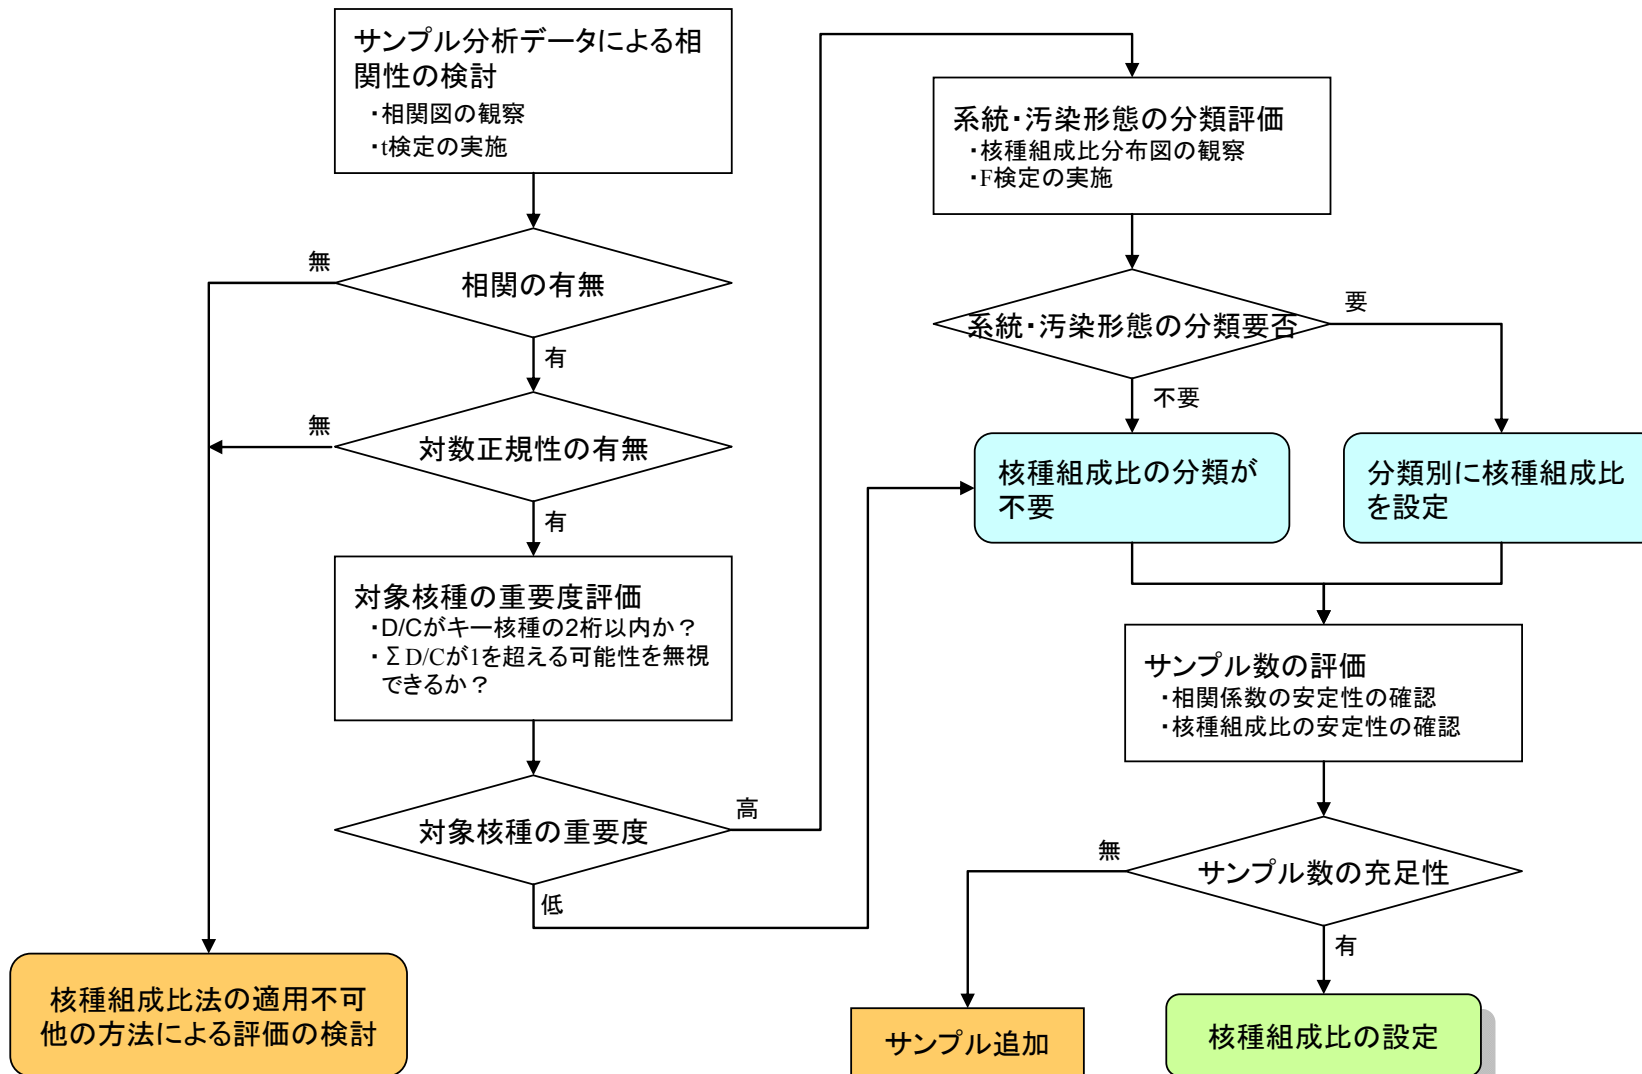 サンプル分析データによる相
関性の検討
・相関図の観察
・t検定の実施
相関の有無
無
有
対数正規性の有無
無
有
対象核種の重要度評価
・D/Cがキー核種の2桁以内か？
・Σ D/Cが1を超える可能性を無視
できるか？
対象核種の重要度
高
低
核種組成比法の適用不可
他の方法による評価の検討
系統・汚染形態の分類評価
・核種組成比分布図の観察
・F検定の実施
系統・汚染形態の分類要否
要
不要
核種組成比の分類が
不要
分類別に核種組成比
を設定
サンプル数の評価
・相関係数の安定性の確認
・核種組成比の安定性の確認
サンプル数の充足性
無
有
サンプル追加
核種組成比の設定